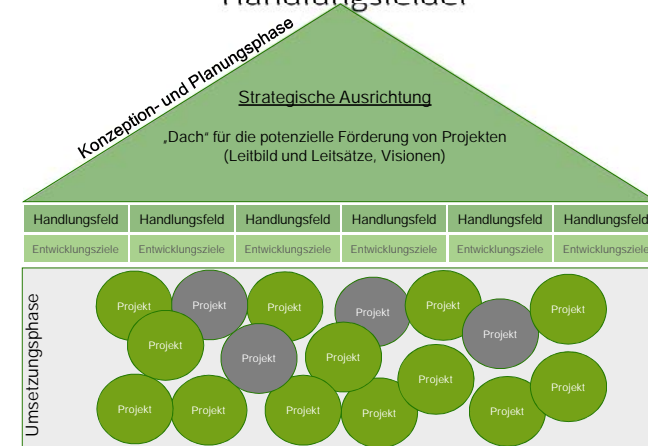 Handlungsfelder
Konzeption- und Planungsphase
Strategische Ausrichtung
„Dach“ für die potenzielle Förderung von Projekten
(Leitbild und Leitsätze, Visionen)
Handlungsfeld Handlungsfeld Handlungsfeld Handlungsfeld Handlungsfeld Handlungsfeld
Entwicklungsziele Entwicklungsziele Entwicklungsziele Entwicklungsziele Entwicklungsziele Entwicklungsziele
Umsetzungsphase
Projekt Projekt Projekt Projekt Projekt Projekt
Projekt
Projekt Projekt Projekt
Projekt
Projekt
Projekt Projekt Projekt Projekt Projekt